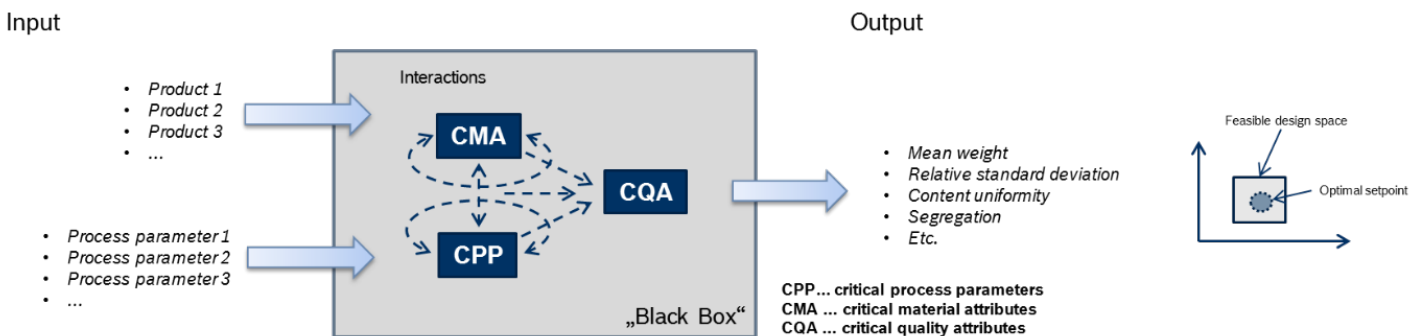 Input
Output
• Product 1
• Product 2
• Product 3
• ...
• Process parameter 1
• Process parameter 2
• Process parameter 3
• ...
Interactions
CMA
CQA
CPP
„Black Box“
• Mean weight
• Relative standard deviation
• Content uniformity
• Segregation
• Etc.
CPP... critical process parameters
CMA ... critical material attributes
CQA ... critical quality attributes
Feasible design space
Optimal setpoint